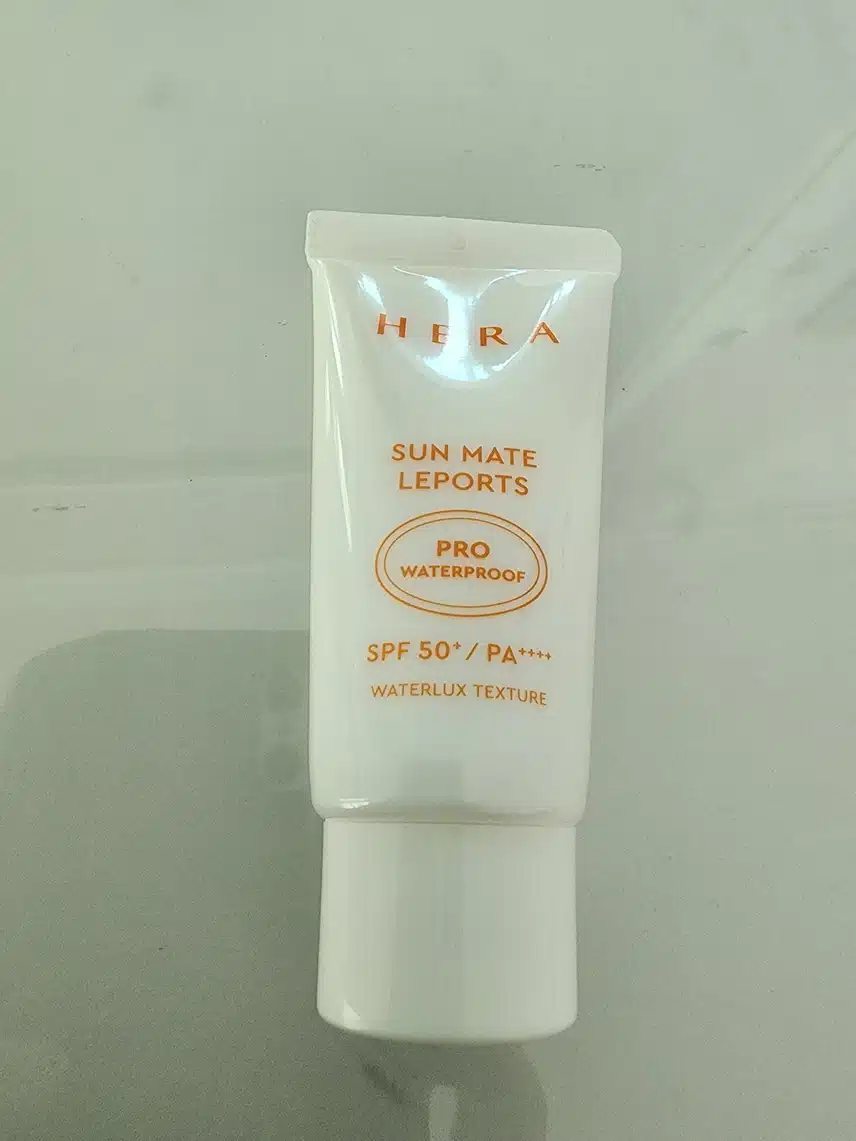 HERA
SUN MATE
LEPORTS
PRO
WATERPROOF
SPF 50⁺ / PA⁺⁺⁺⁺
WATERLUX TEXTURE